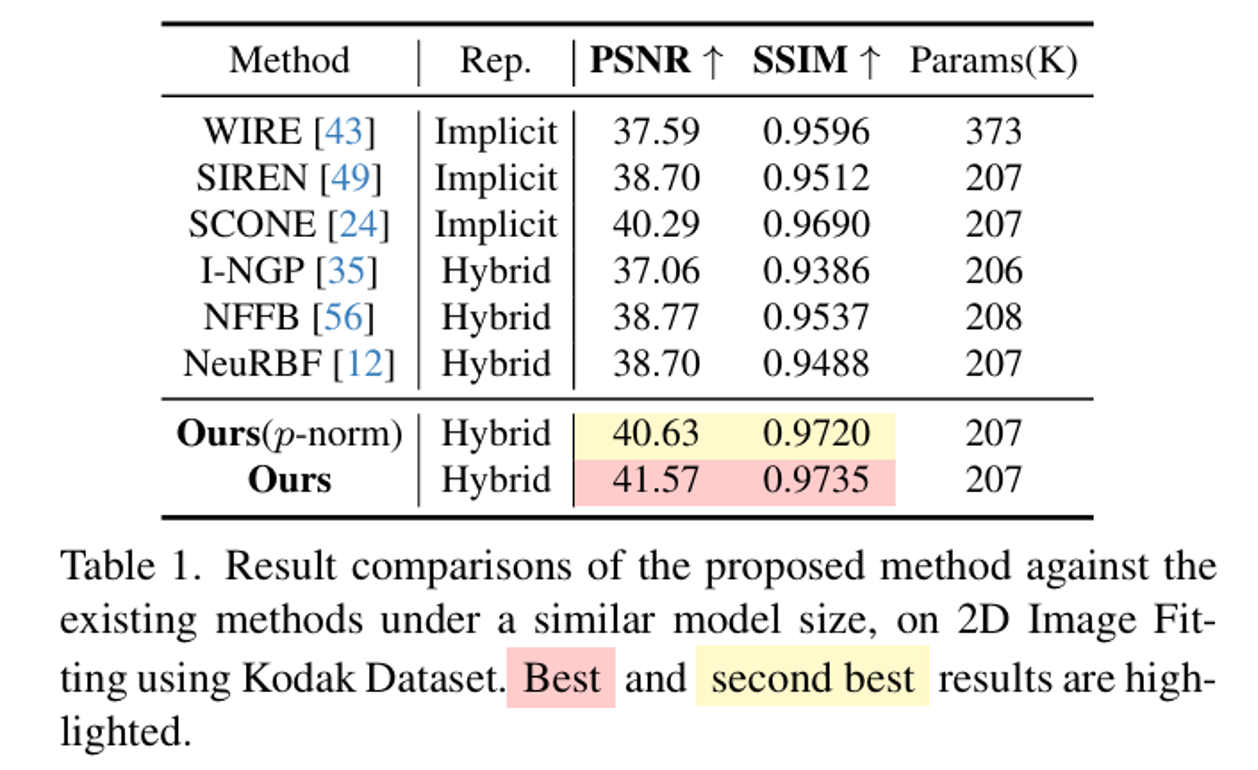 Method Rep. PSNR ↑ SSIM ↑ Params(K)
WIRE [43] Implicit 37.59 0.9596 373
SIREN [49] Implicit 38.70 0.9512 207
SCONE [24] Implicit 40.29 0.9690 207
I-NGP [35] Hybrid 37.06 0.9386 206
NFFB [56] Hybrid 38.77 0.9537 208
NeuRBF [12] Hybrid 38.70 0.9488 207
Ours(p-norm) Hybrid 40.63 0.9720 207
Ours Hybrid 41.57 0.9735 207
Table 1. Result comparisons of the proposed method against the
existing methods under a similar model size, on 2D Image Fit-
ting using Kodak Dataset. Best and second best results are high-
lighted.